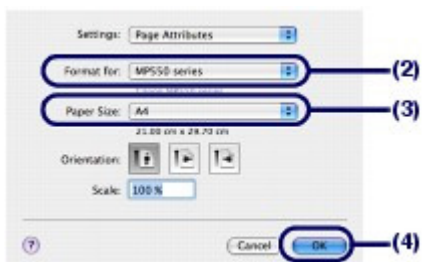 Settings: Page Attributes
Format for: MP550 series (2)
Paper Size: A4 (3)
21.00 cm x 29.70 cm
Orientation:
Scale: 100 %
? Cancel OK (4)